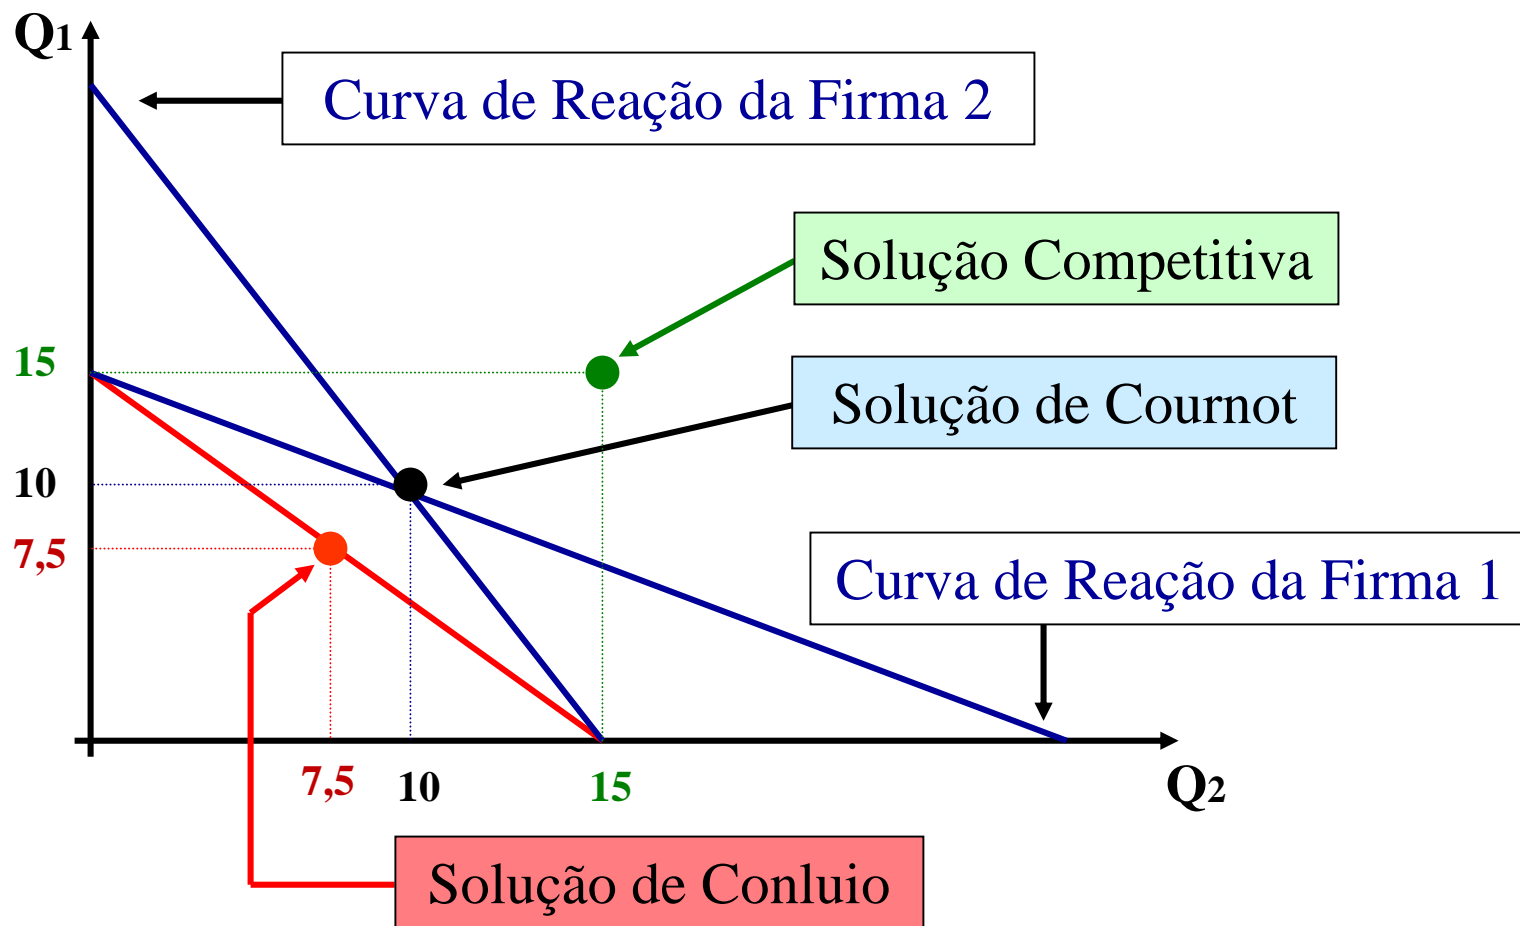 Q1
Curva de Reação da Firma 2
Solução Competitiva
15
Solução de Cournot
10
7,5
Curva de Reação da Firma 1
7,5
10
15
Q2
Solução de Conluio